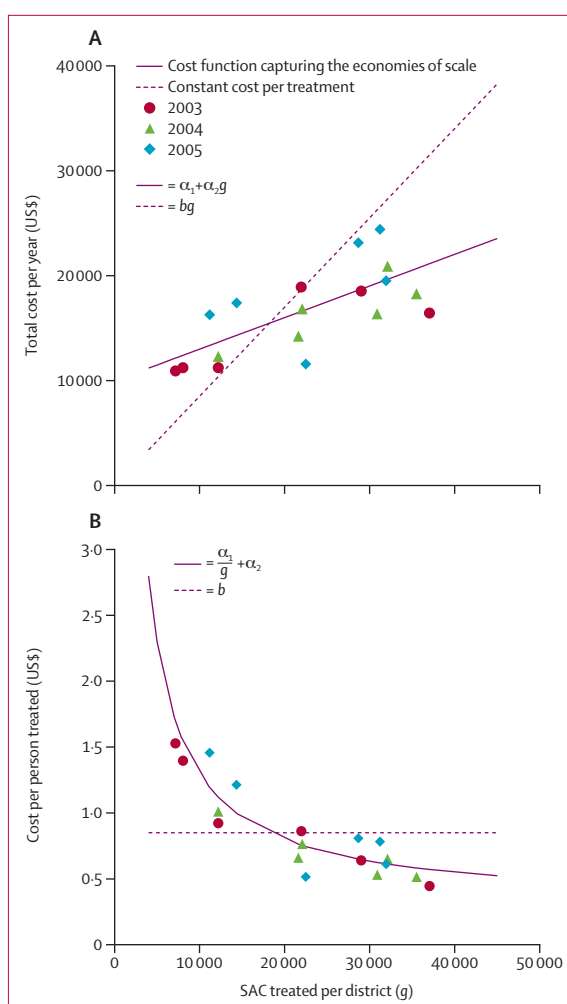 A
40 000
30 000
20 000
10 000
0
Total cost per year (US$)
Cost function capturing the economies of scale
Constant cost per treatment
2003
2004
2005
= α₁+α₂g
= bg
B
3·0
2·5
2·0
1·5
1·0
0·5
0
Cost per person treated (US$)
= α₁/g +α₂
= b
0 10 000 20 000 30 000 40 000 50 000
SAC treated per district (g)